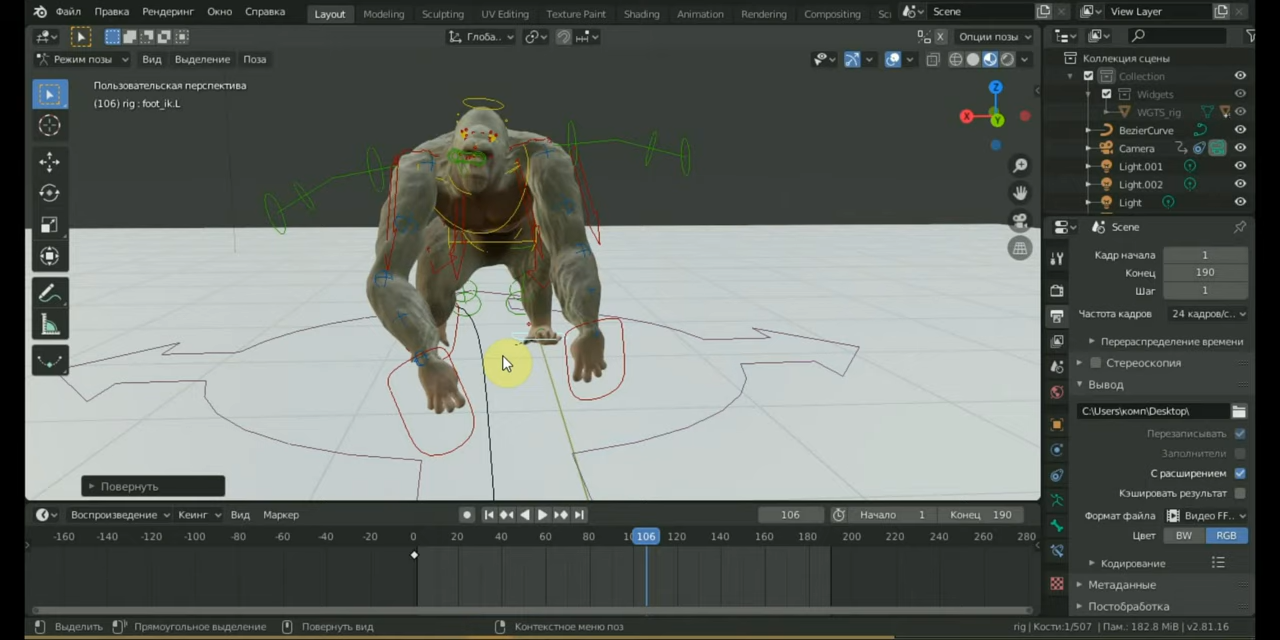 Файл Правка Рендеринг Окно Справка Layout Modeling Sculpting UV Editing Texture Paint Shading Animation Rendering Compositing Sc Scene View Layer
Глоба.. X Опции позы
Режим позы Вид Выделение Поза
Пользовательская перспектива
(106) rig : foot_ik.L
Z
X
Y
Коллекция сцены
Collection
Widgets
WGTS_rig
BezierCurve
Camera
Light.001
Light.002
Light
Scene
Кадр начала 1
Конец 190
Шаг 1
Частота кадров 24 кадров/с..
Перераспределение времени
Стереоскопия
Вывод
C:\Users\комп\Desktop\
Перезаписывать
Заполнители
С расширением
Кэшировать результат
Формат файла Видео FF..
Цвет BW RGB
Кодирование
Метаданные
Постобработка
Повернуть
Воспроизведение Кеинг Вид Маркер 106 Начало 1 Конец 190
-160 -140 -120 -100 -80 -60 -40 -20 0 20 40 60 80 106 120 140 160 180 200 220 240 260 280
Выделить Прямоугольное выделение Повернуть вид Контекстное меню поз rig | Кости:1/507 | Пам.: 182.8 MiB | v2.81.16